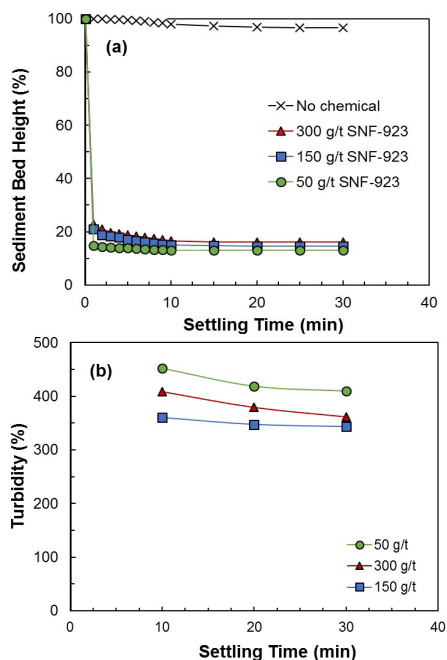 100
80
60
40
20
0
Sediment Bed Height (%)
(a)
No chemical
300 g/t SNF-923
150 g/t SNF-923
50 g/t SNF-923
0 10 20 30 40
Settling Time (min)
500
400
300
200
100
0
Turbidity (%)
(b)
50 g/t
300 g/t
150 g/t
0 10 20 30 40
Settling Time (min)